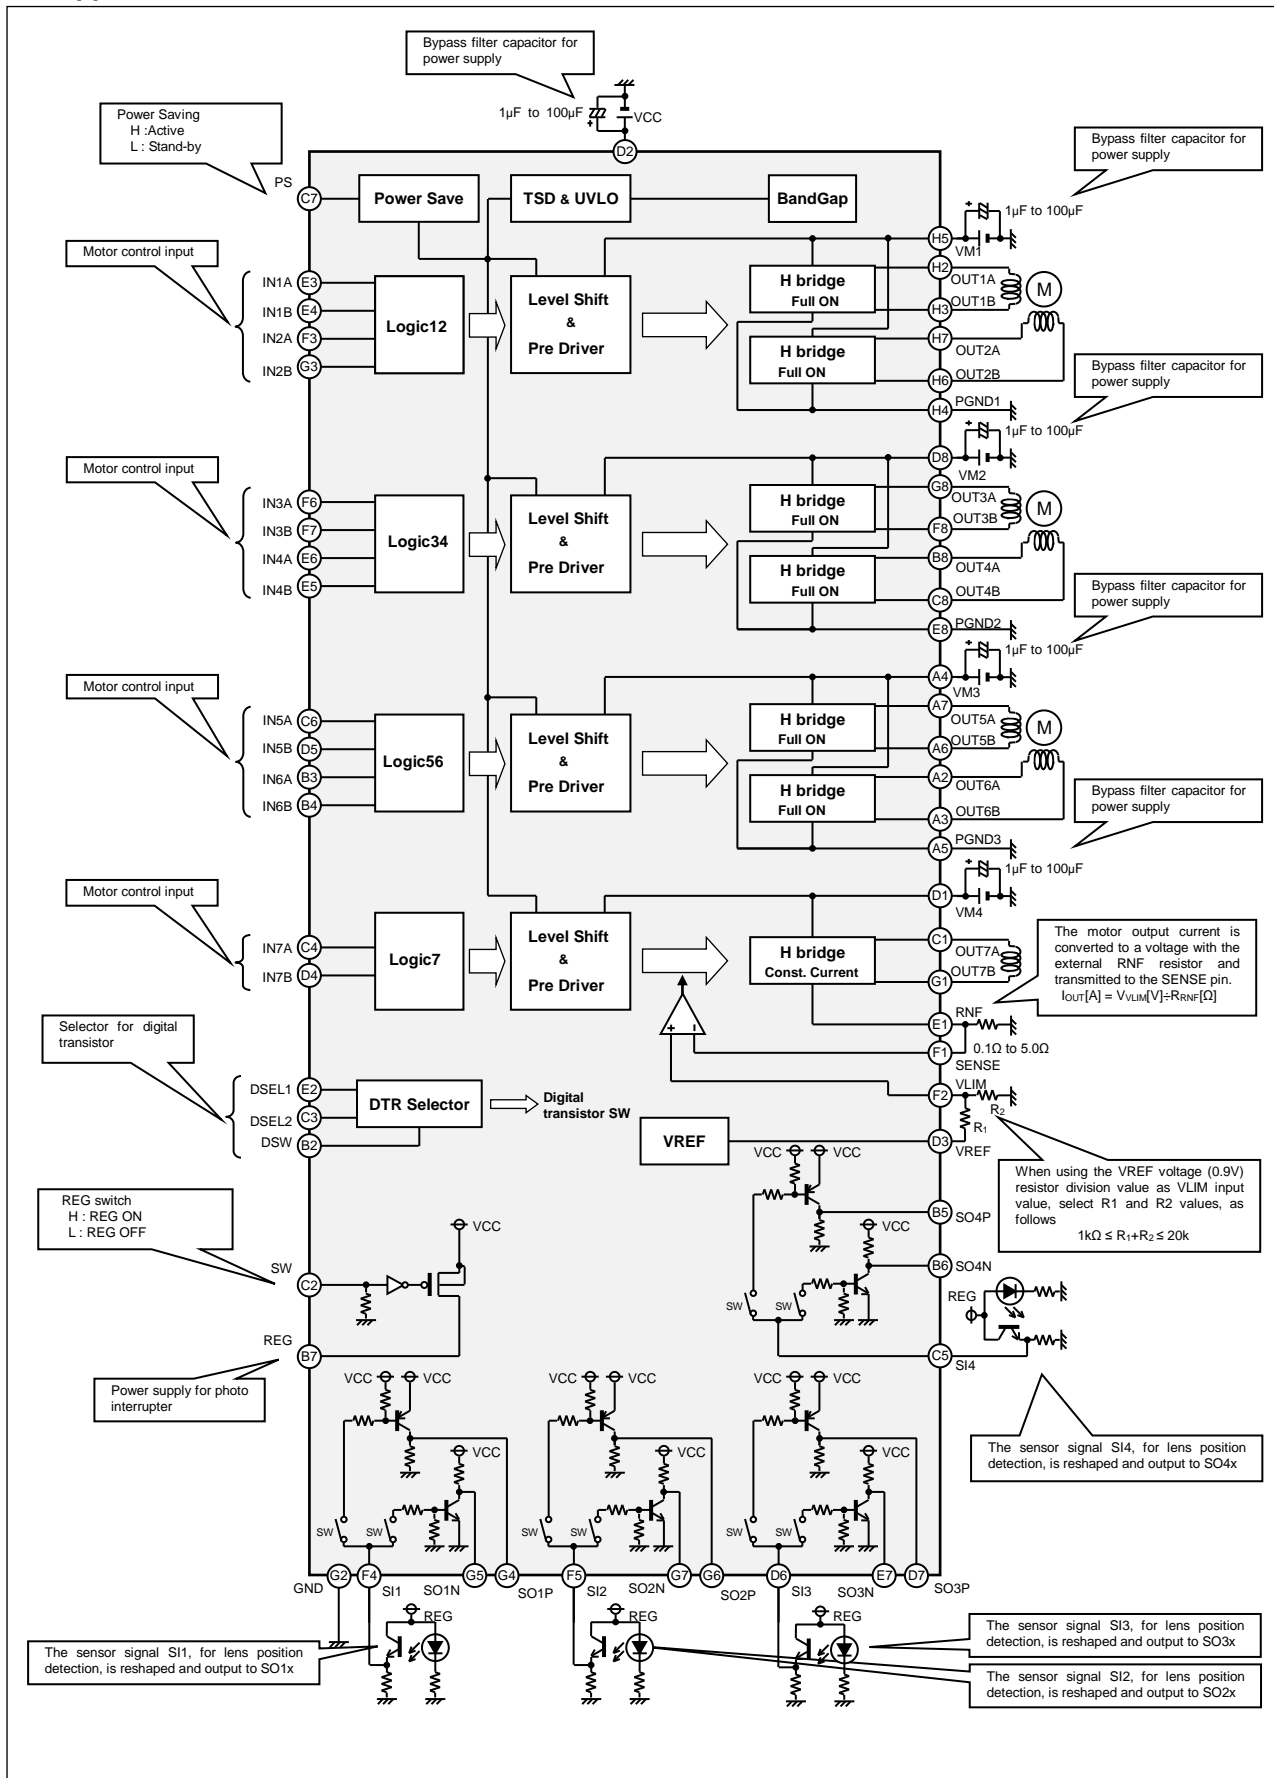 Bypass filter capacitor for
power supply
1µF to 100µF
VCC
D2
Power Saving
H :Active
L : Stand-by
PS
C7
Power Save
TSD & UVLO
BandGap
Bypass filter capacitor for
power supply
1µF to 100µF
H5
VM1
Motor control input
IN1A E3
IN1B E4
IN2A F3
IN2B G3
Logic12
Level Shift
&
Pre Driver
H bridge
Full ON
H bridge
Full ON
H2
OUT1A
OUT1B
H3
M
H7
OUT2A
OUT2B
H6
PGND1
H4
Bypass filter capacitor for
power supply
1µF to 100µF
D8
VM2
Motor control input
IN3A F6
IN3B F7
IN4A E6
IN4B E5
Logic34
Level Shift
&
Pre Driver
H bridge
Full ON
H bridge
Full ON
G8
OUT3A
OUT3B
F8
M
B8
OUT4A
OUT4B
C8
PGND2
E8
Bypass filter capacitor for
power supply
1µF to 100µF
A4
VM3
Motor control input
IN5A C6
IN5B D5
IN6A B3
IN6B B4
Logic56
Level Shift
&
Pre Driver
H bridge
Full ON
H bridge
Full ON
A7
OUT5A
OUT5B
A6
M
A2
OUT6A
OUT6B
A3
PGND3
A5
Bypass filter capacitor for
power supply
1µF to 100µF
D1
VM4
Motor control input
IN7A C4
IN7B D4
Logic7
Level Shift
&
Pre Driver
H bridge
Const. Current
C1
OUT7A
OUT7B
G1
The motor output current is
converted to a voltage with the
external RNF resistor and
transmitted to the SENSE pin.
IOUT[A] = VVLIM[V]÷RRNF[Ω]
+
–
RNF
E1
0.1Ω to 5.0Ω
F1
SENSE
Selector for digital
transistor
DSEL1 E2
DSEL2 C3
DSW B2
DTR Selector
Digital
transistor SW
VLIM
F2
R2
R1
VREF
D3
VREF
When using the VREF voltage (0.9V)
resistor division value as VLIM input
value, select R1 and R2 values, as
follows
1kΩ ≤ R1+R2 ≤ 20k
VCC
VCC
B5
SO4P
VCC
B6
SO4N
SW
SW
REG
C5
SI4
REG switch
H : REG ON
L : REG OFF
SW
C2
VCC
REG
B7
Power supply for photo
interrupter
The sensor signal SI4, for lens position
detection, is reshaped and output to SO4x
VCC
VCC
VCC
SW
SW
VCC
VCC
VCC
SW
SW
VCC
VCC
VCC
SW
SW
GND
G2
F4
SI1
SO1N
G5
G4
SO1P
F5
SI2
SO2N
G7
G6
SO2P
D6
SI3
SO3N
E7
D7
SO3P
REG
REG
REG
The sensor signal SI1, for lens position
detection, is reshaped and output to SO1x
The sensor signal SI3, for lens position
detection, is reshaped and output to SO3x
The sensor signal SI2, for lens position
detection, is reshaped and output to SO2x